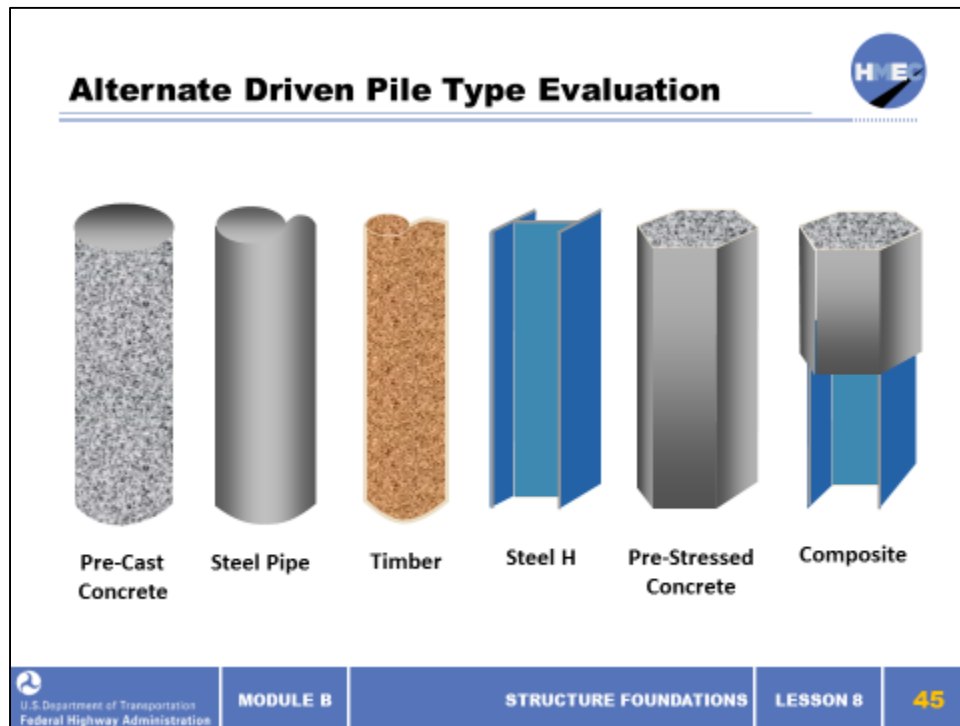 Alternate Driven Pile Type Evaluation
HMEC
Pre-Cast
Concrete
Steel Pipe
Timber
Steel H
Pre-Stressed
Concrete
Composite
U.S.Department of Transportation
Federal Highway Administration
MODULE B
STRUCTURE FOUNDATIONS
LESSON 8
45